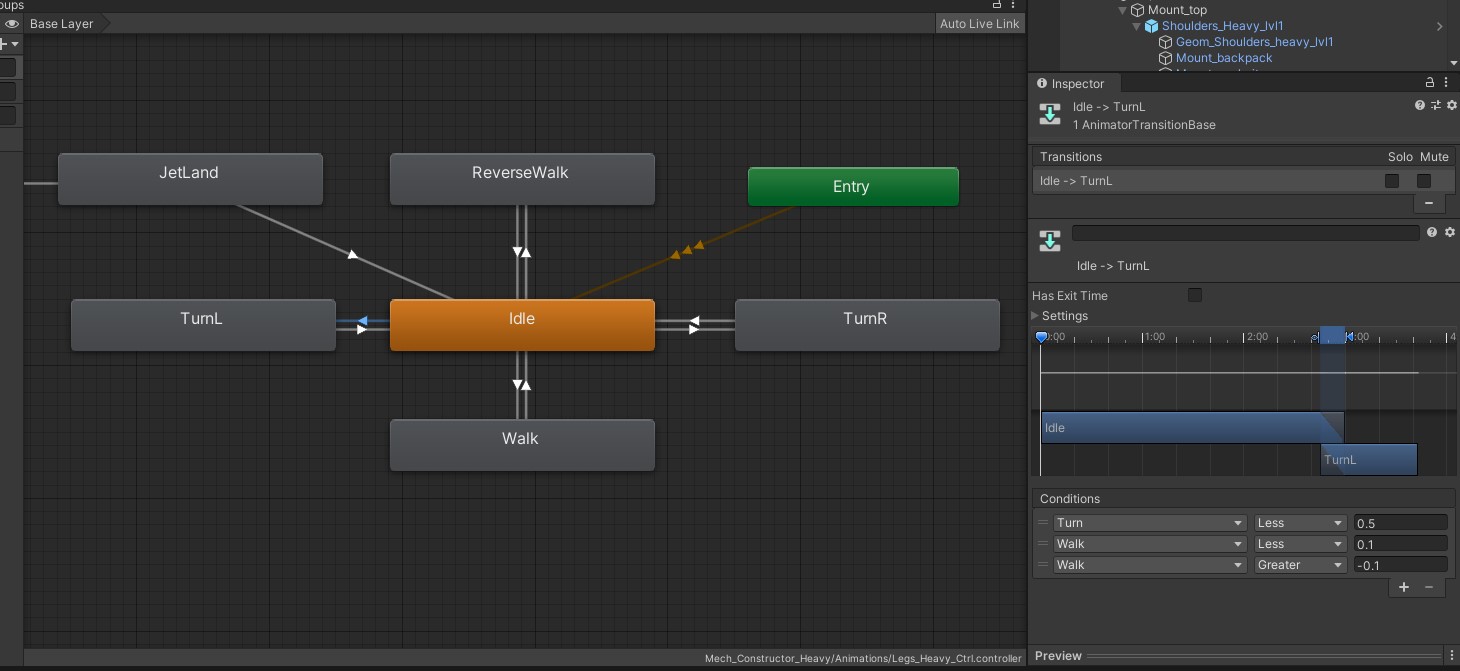 oups
Base Layer
Auto Live Link
JetLand
ReverseWalk
Entry
TurnL
Idle
TurnR
Walk
Mech_Constructor_Heavy/Animations/Legs_Heavy_Ctrl.controller
Mount_top
Shoulders_Heavy_lvl1
Geom_Shoulders_heavy_lvl1
Mount_backpack
Inspector
Idle -> TurnL
1 AnimatorTransitionBase
Transitions Solo Mute
Idle -> TurnL
Idle -> TurnL
Has Exit Time
Settings
:00 1:00 2:00 :00 4
Idle
TurnL
Conditions
Turn Less 0.5
Walk Less 0.1
Walk Greater -0.1
Preview